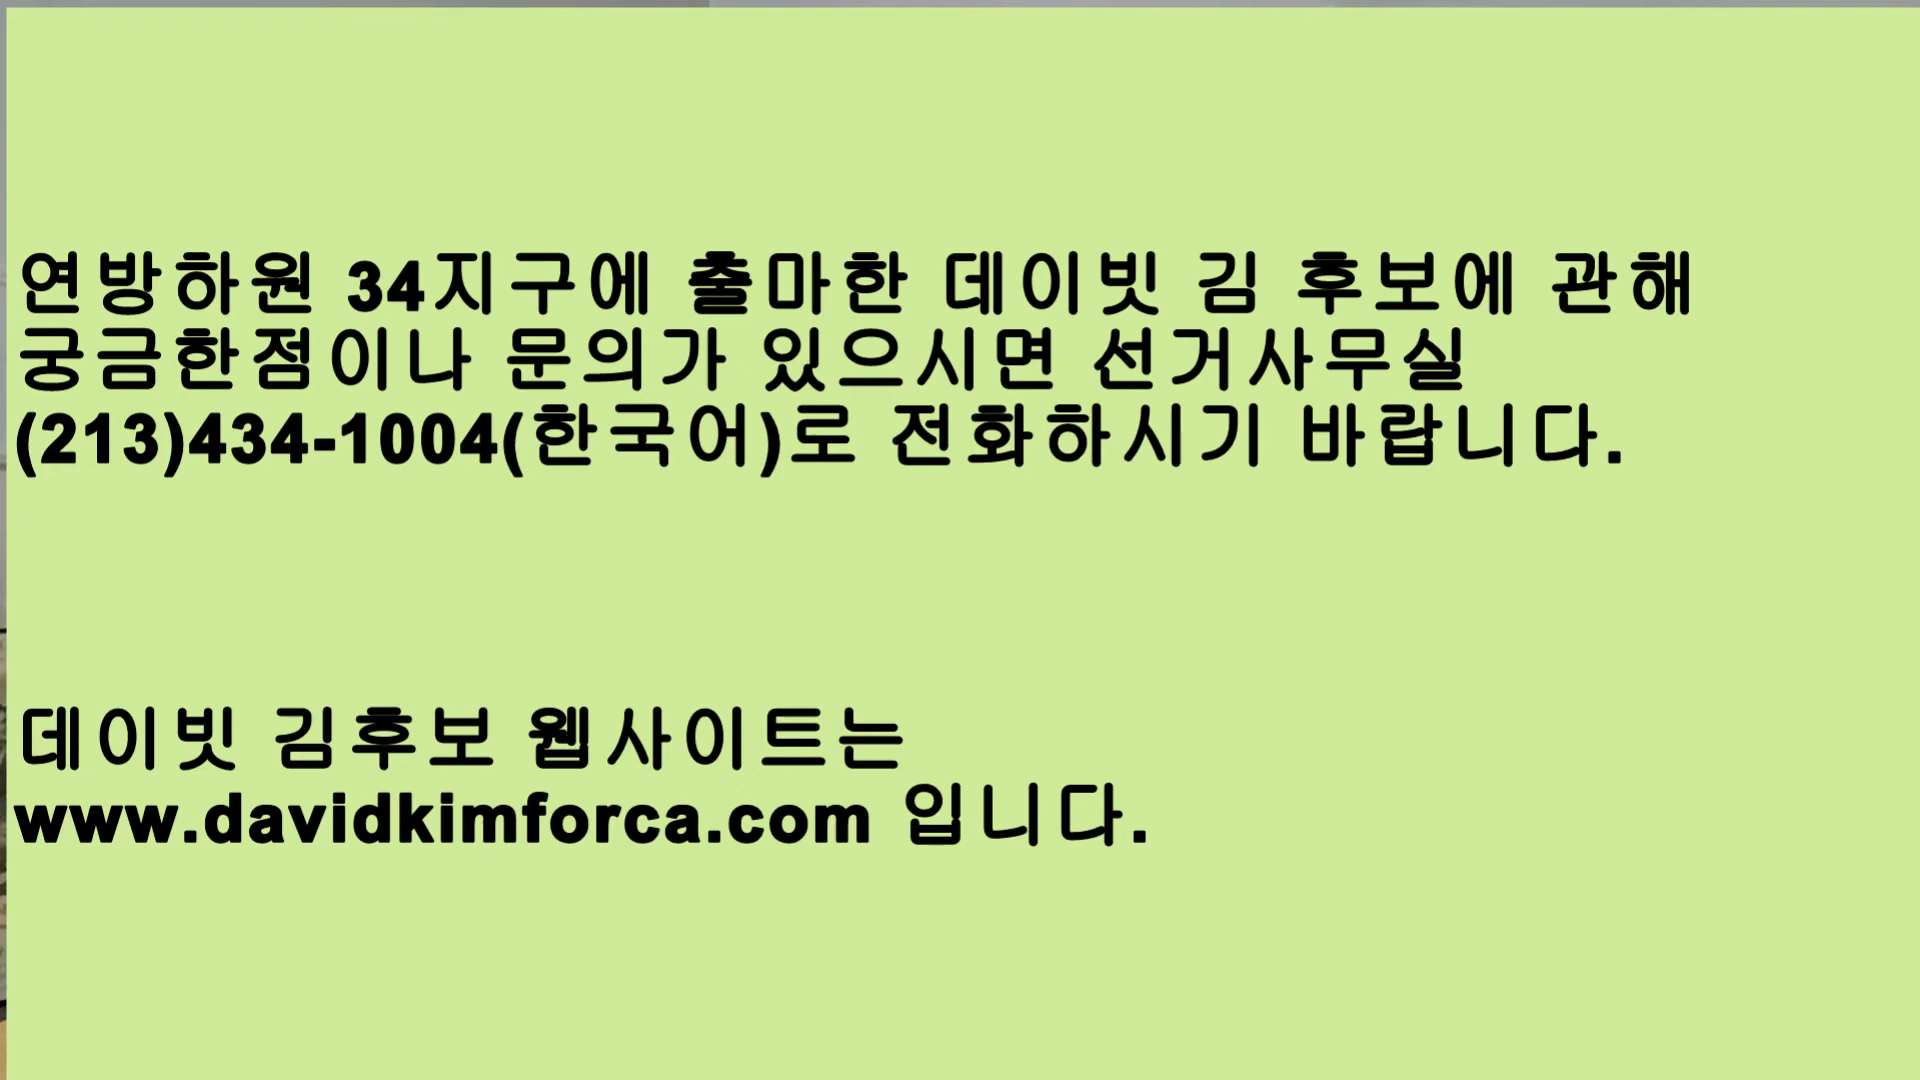 연방하원 34지구에 출마한 데이빗 김 후보에 관해
궁금한점이나 문의가 있으시면 선거사무실
(213)434-1004(한국어)로 전화하시기 바랍니다.
데이빗 김후보 웹사이트는
www.davidkimforca.com 입니다.